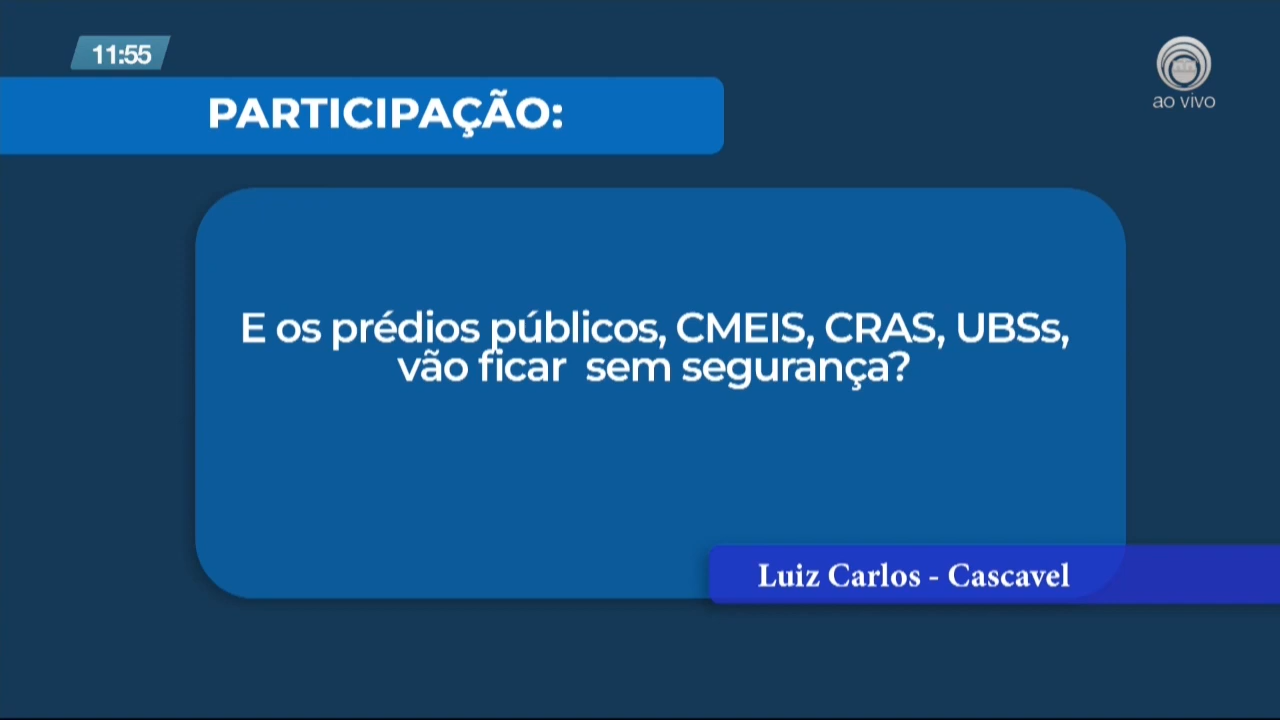 11:55
PARTICIPAÇÃO:
ao vivo
E os prédios públicos, CMEIS, CRAS, UBSs,
vão ficar  sem segurança?
Luiz Carlos - Cascavel